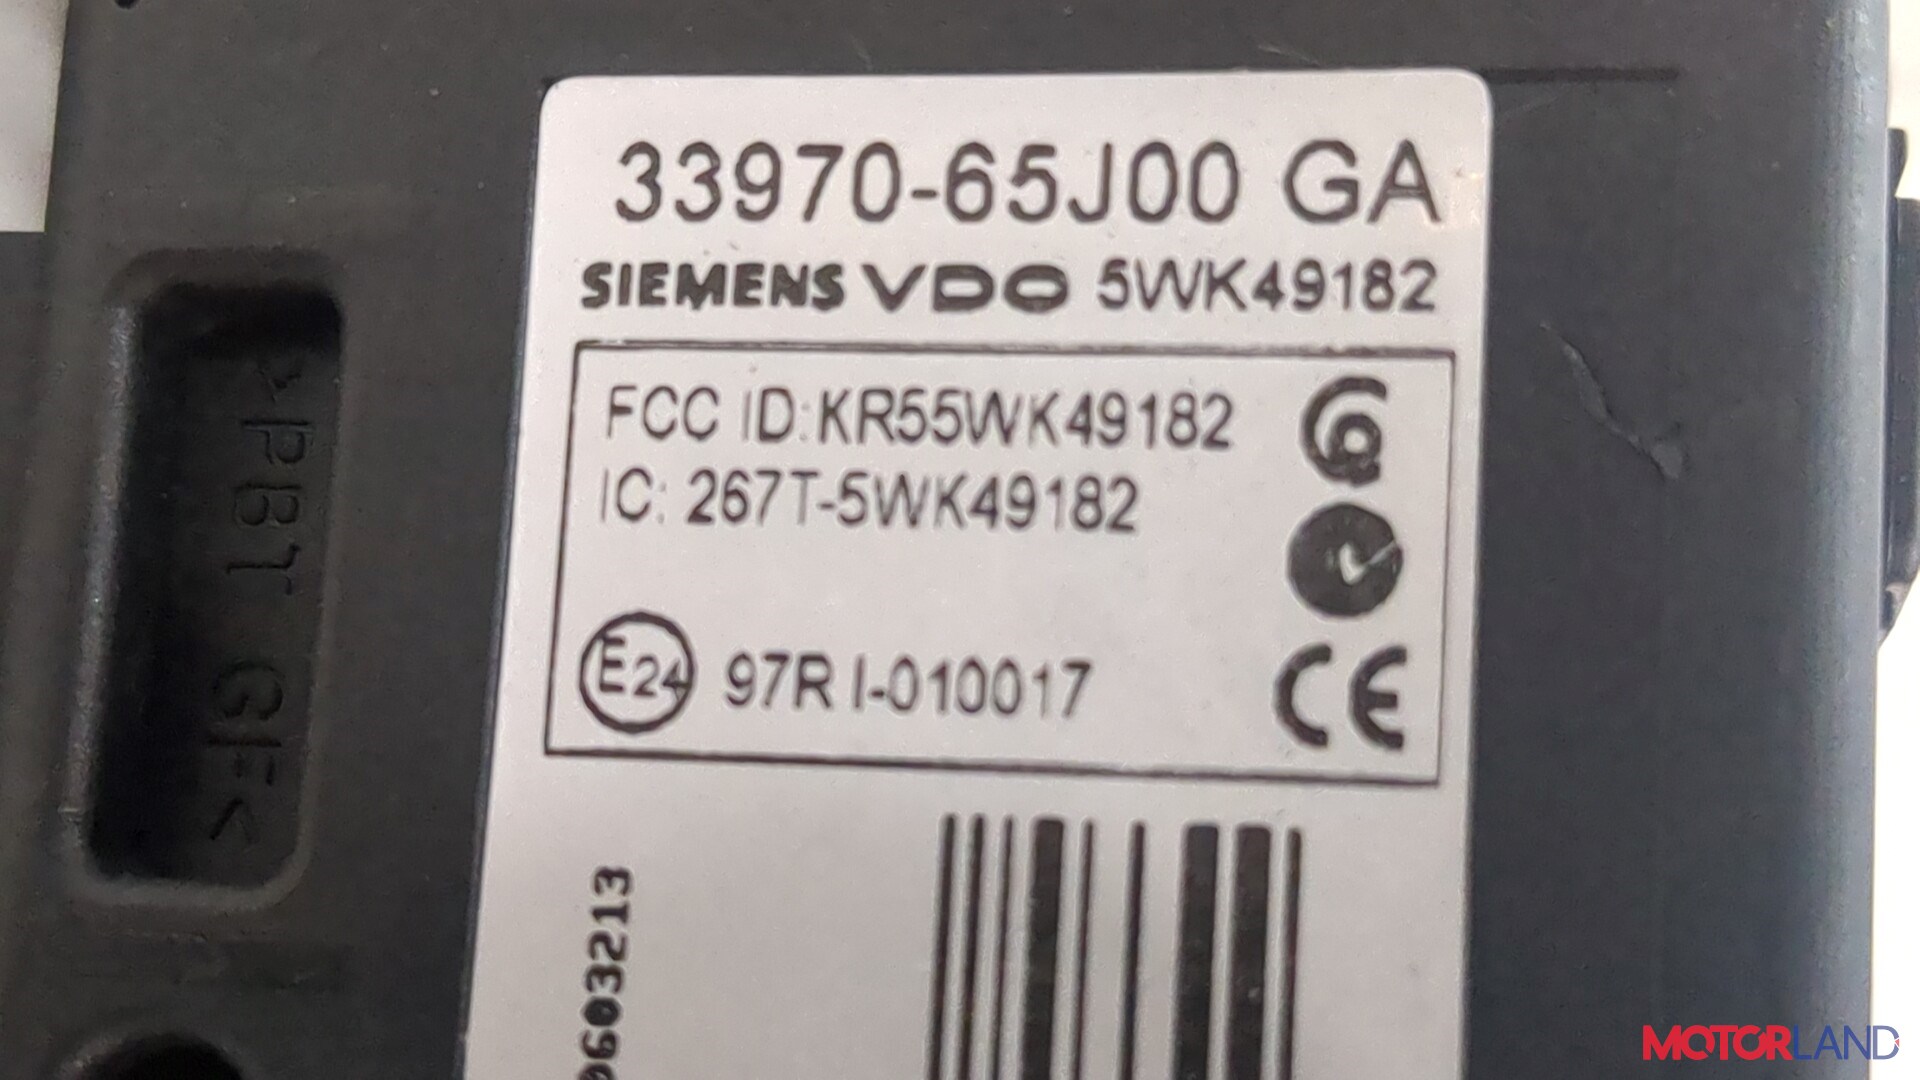 33970-65J00 GA
SIEMENS VDO 5WK49182
FCC ID:KR55WK49182
IC: 267T-5WK49182
E24 97R I-010017
CE
0603213
>PBT GF<
MOTORLAND